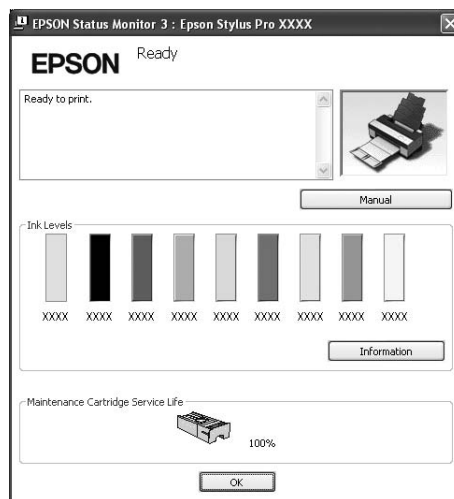 EPSON Status Monitor 3 : Epson Stylus Pro XXXX
EPSON Ready
Ready to print.
Manual
Ink Levels
XXXX XXXX XXXX XXXX XXXX XXXX XXXX XXXX XXXX
Information
Maintenance Cartridge Service Life
100%
OK